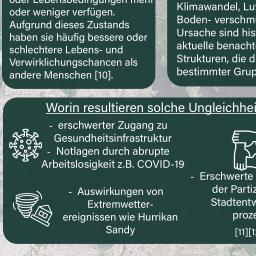 oder Lebensbedingungen mehr
oder weniger verfügen.
Aufgrund dieses Zustands
haben sie häufig bessere oder
schlechtere Lebens- und
Verwirklichungschancen als
andere Menschen [10].
Klimawandel, Lu
Boden- verschm
Ursache sind his
aktuelle benacht
Strukturen, die d
bestimmter Grup
Worin resultieren solche Ungleichhei
- erschwerter Zugang zu
Gesundheitsinfrastruktur
- Notlagen durch abrupte
Arbeitslosigkeit z.B. COVID-19
- Auswirkungen von
Extremwetter-
ereignissen wie Hurrikan
Sandy
- Erschwerte
der Partiz
Stadtentw
proze
[11][1